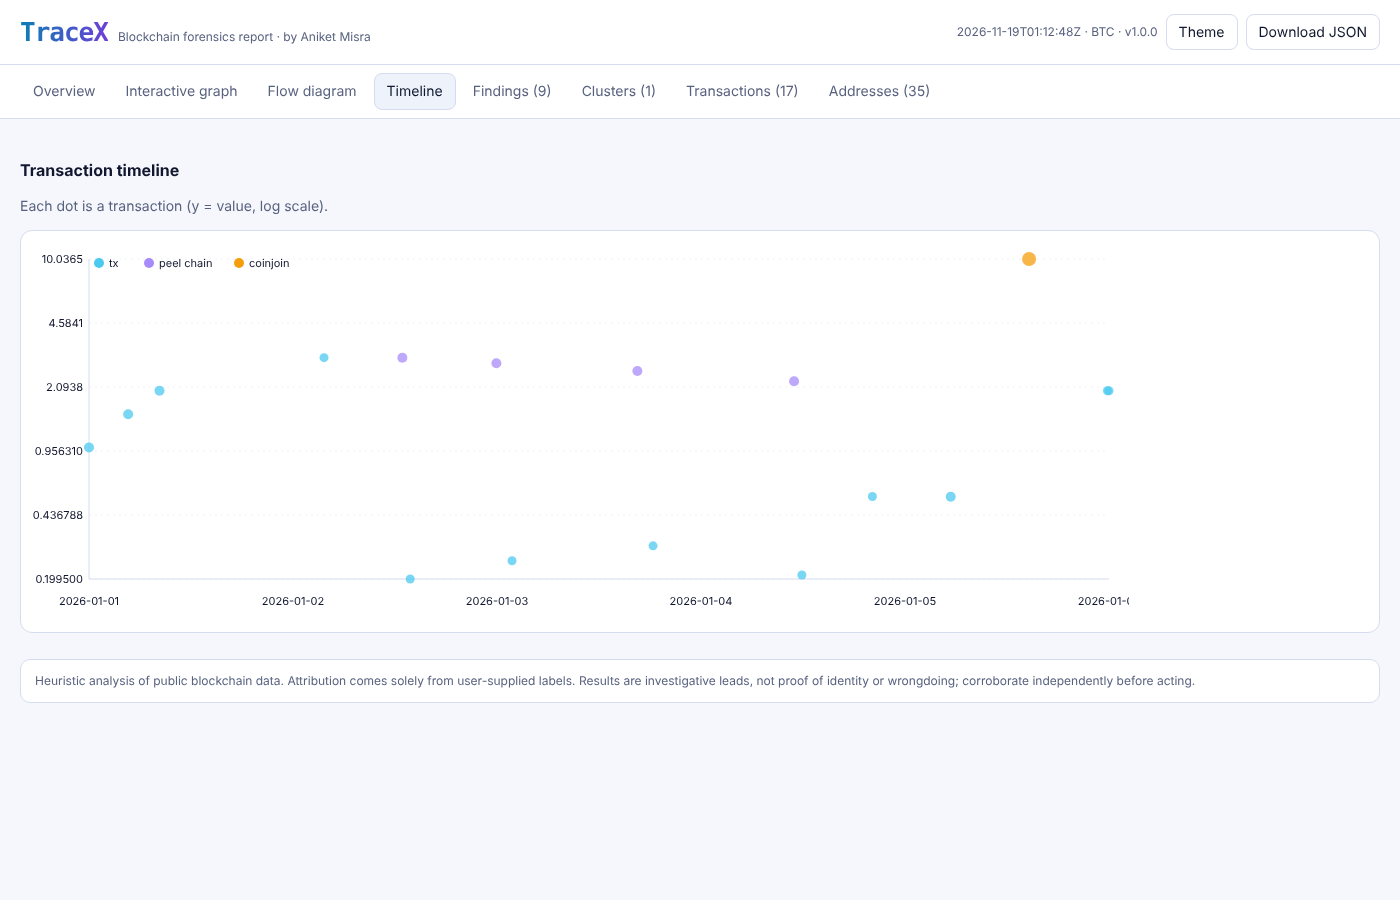 TraceX Blockchain forensics report · by Aniket Misra
2026-11-19T01:12:48Z · BTC · v1.0.0 Theme Download JSON
Overview Interactive graph Flow diagram Timeline Findings (9) Clusters (1) Transactions (17) Addresses (35)
Transaction timeline
Each dot is a transaction (y = value, log scale).
tx peel chain coinjoin
10.0365
4.5841
2.0938
0.956310
0.436788
0.199500
2026-01-01 2026-01-02 2026-01-03 2026-01-04 2026-01-05 2026-01-
Heuristic analysis of public blockchain data. Attribution comes solely from user-supplied labels. Results are investigative leads, not proof of identity or wrongdoing; corroborate independently before acting.